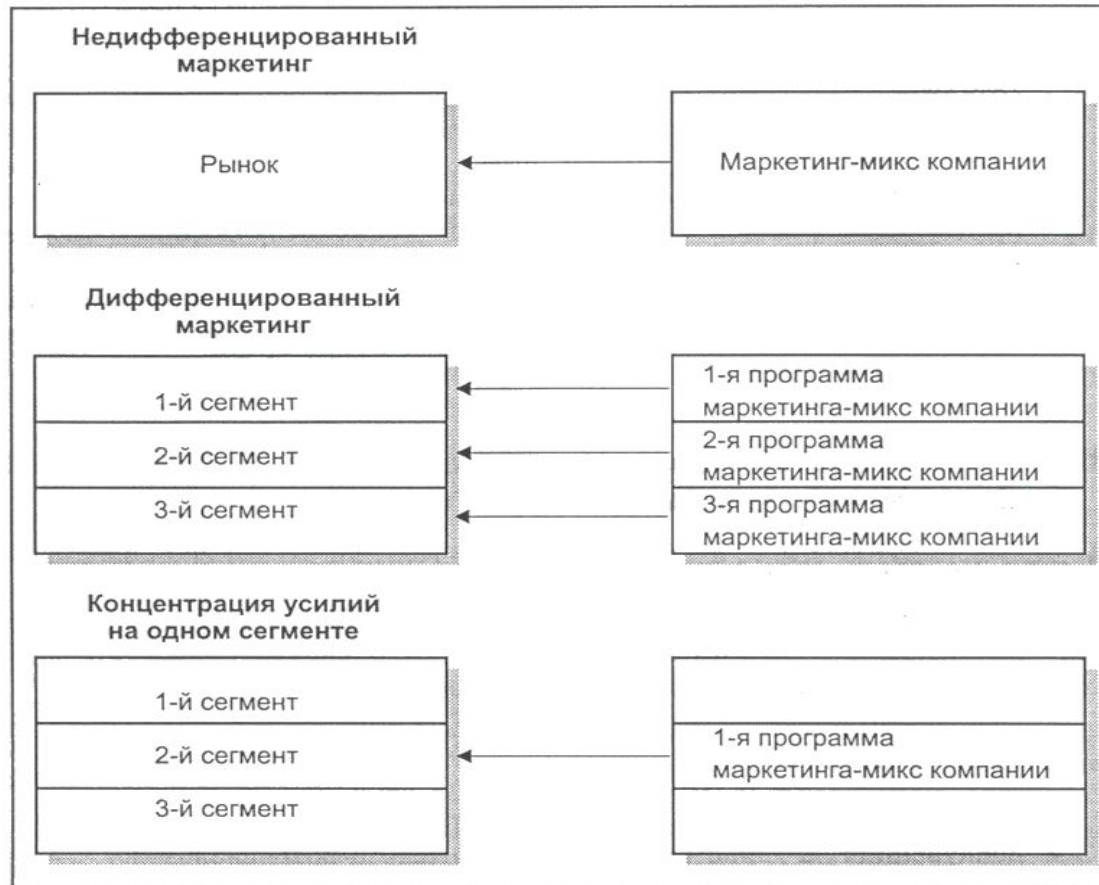 Недифференцированный
маркетинг
Рынок
Маркетинг-микс компании
Дифференцированный
маркетинг
1-й сегмент
1-я программа
маркетинга-микс компании
2-й сегмент
2-я программа
маркетинга-микс компании
3-й сегмент
3-я программа
маркетинга-микс компании
Концентрация усилий
на одном сегменте
1-й сегмент
2-й сегмент
1-я программа
маркетинга-микс компании
3-й сегмент